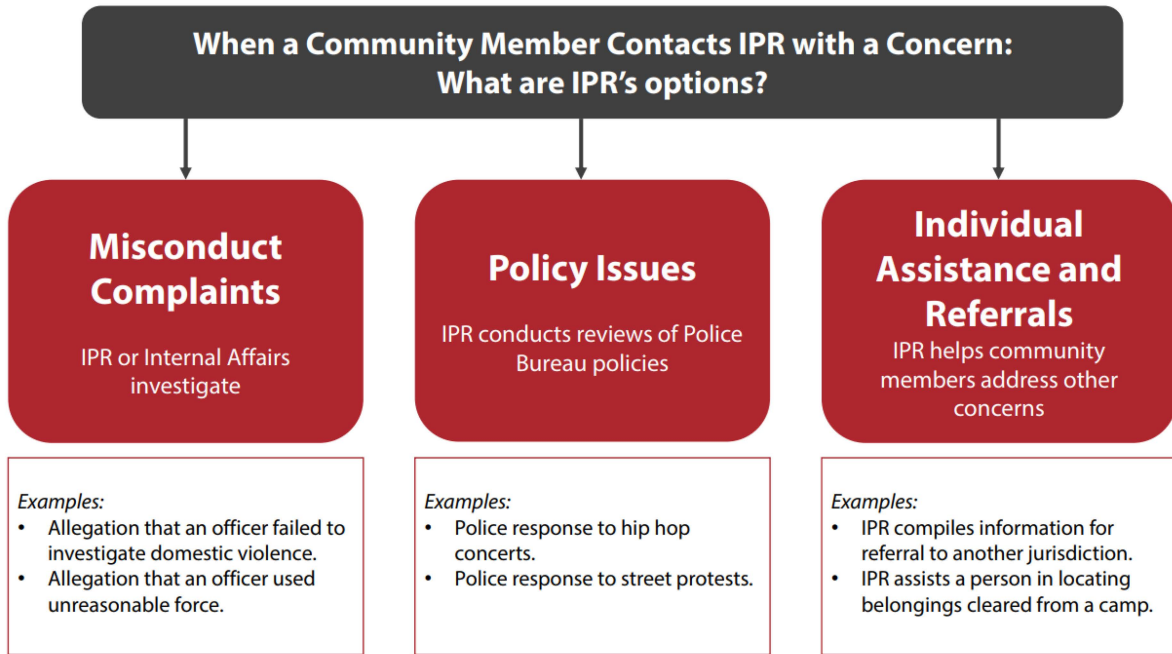 When a Community Member Contacts IPR with a Concern:
What are IPR's options?
Misconduct
Complaints
IPR or Internal Affairs
investigate
Policy Issues
IPR conducts reviews of Police
Bureau policies
Individual
Assistance and
Referrals
IPR helps community
members address other
concerns
Examples:
• Allegation that an officer failed to
investigate domestic violence.
• Allegation that an officer used
unreasonable force.
Examples:
• Police response to hip hop
concerts.
• Police response to street protests.
Examples:
• IPR compiles information for
referral to another jurisdiction.
• IPR assists a person in locating
belongings cleared from a camp.